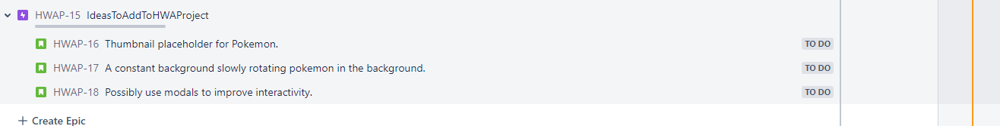 HWAP-15 IdeasToAddToHWAProject
HWAP-16 Thumbnail placeholder for Pokemon. TO DO
HWAP-17 A constant background slowly rotating pokemon in the background. TO DO
HWAP-18 Possibly use modals to improve interactivity. TO DO
+ Create Epic